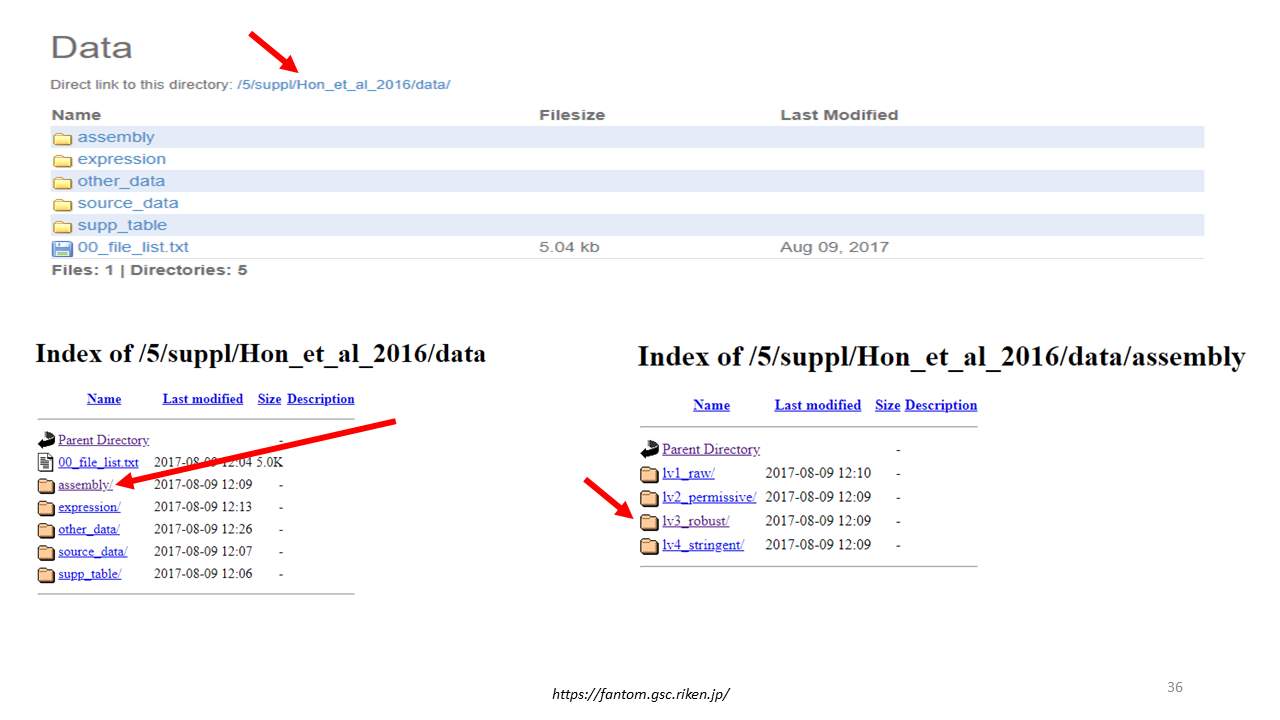 Data
Direct link to this directory: /5/suppl/Hon_et_al_2016/data/
Name Filesize Last Modified
assembly
expression
other_data
source_data
supp_table
00_file_list.txt 5.04 kb Aug 09, 2017
Files: 1 | Directories: 5
Index of /5/suppl/Hon_et_al_2016/data
Name Last modified Size Description
Parent Directory -
00_file_list.txt 2017-08-09 12:04 5.0K
assembly/ 2017-08-09 12:09 -
expression/ 2017-08-09 12:13 -
other_data/ 2017-08-09 12:26 -
source_data/ 2017-08-09 12:07 -
supp_table/ 2017-08-09 12:06 -
Index of /5/suppl/Hon_et_al_2016/data/assembly
Name Last modified Size Description
Parent Directory -
lv1_raw/ 2017-08-09 12:10 -
lv2_permissive/ 2017-08-09 12:09 -
lv3_robust/ 2017-08-09 12:09 -
lv4_stringent/ 2017-08-09 12:09 -
https://fantom.gsc.riken.jp/
36